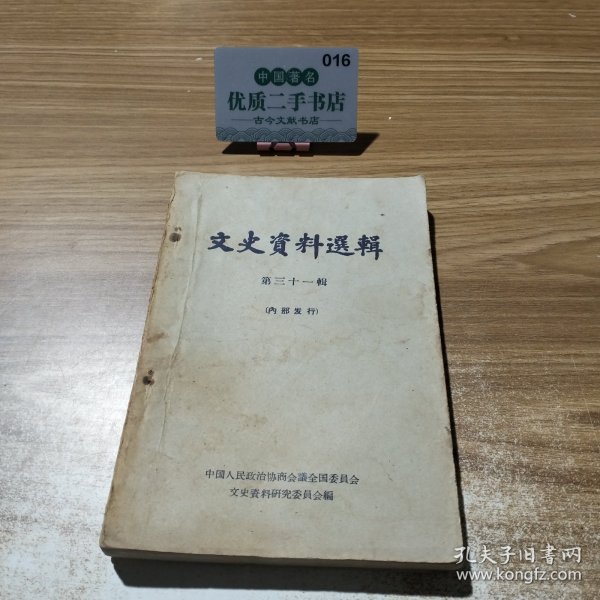 016
中国著名
优质二手书店
古今文献书店
文史資料選輯
第三十一輯
(內部发行)
中国人民政治协商会議全国委員会
文史資料研究委員会編
孔夫子旧书网
www.kongfz.com